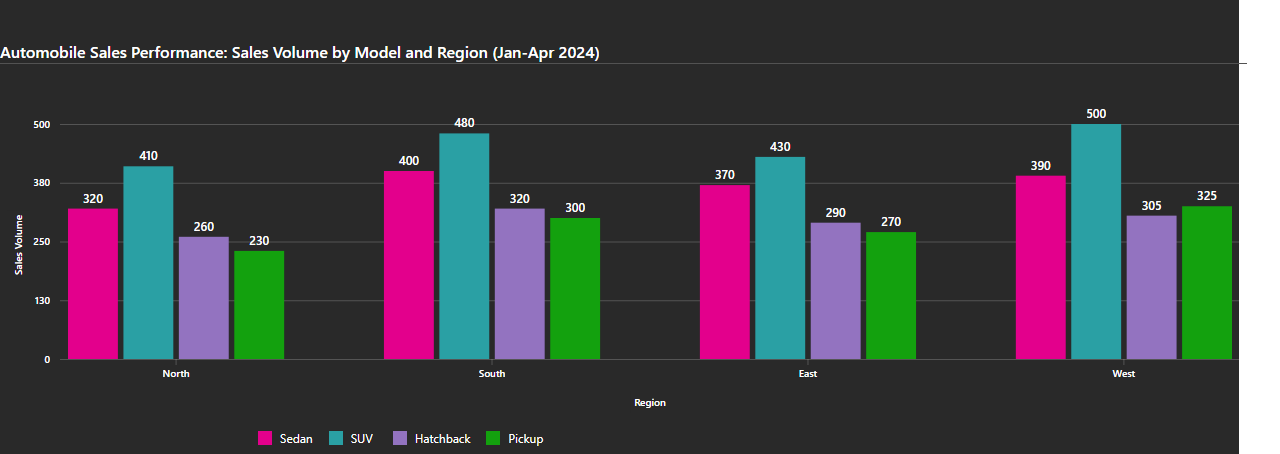 Automobile Sales Performance: Sales Volume by Model and Region (Jan-Apr 2024)
Sales Volume
500
380
250
130
0
320
410
260
230
400
480
320
300
370
430
290
270
390
500
305
325
North
South
East
West
Region
Sedan
SUV
Hatchback
Pickup